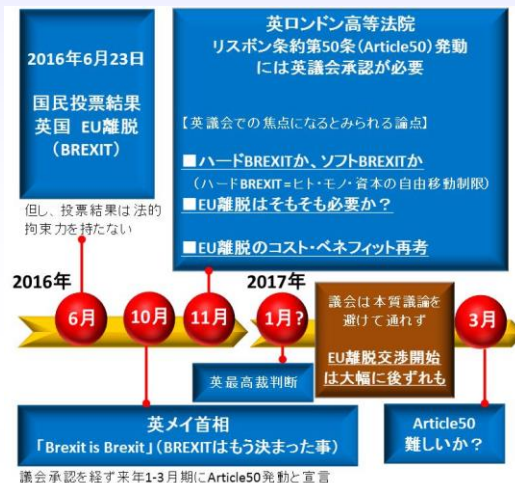 2016年6月23日
国民投票結果
英国 EU離脱
(BREXIT)
但し、投票結果は法的
拘束力を持たない
英ロンドン高等法院
リスボン条約第50条(Article50)発動
には英議会承認が必要
【英議会での焦点になるとみられる論点】
■ハードBREXITか、ソフトBREXITか
(ハードBREXIT=ヒト・モノ・資本の自由移動制限)
■EU離脱はそもそも必要か?
■EU離脱のコスト・ベネフィット再考
2016年
2017年
6月
10月
11月
1月?
議会は本質議論を
避けて通れず
EU離脱交渉開始
は大幅に後ずれも
3月
英最高裁判断
英メイ首相
「Brexit is Brexit」(BREXITはもう決まった事)
Article50
難しいか?
議会承認を経ず来年1-3月期にArticle50発動と宣言